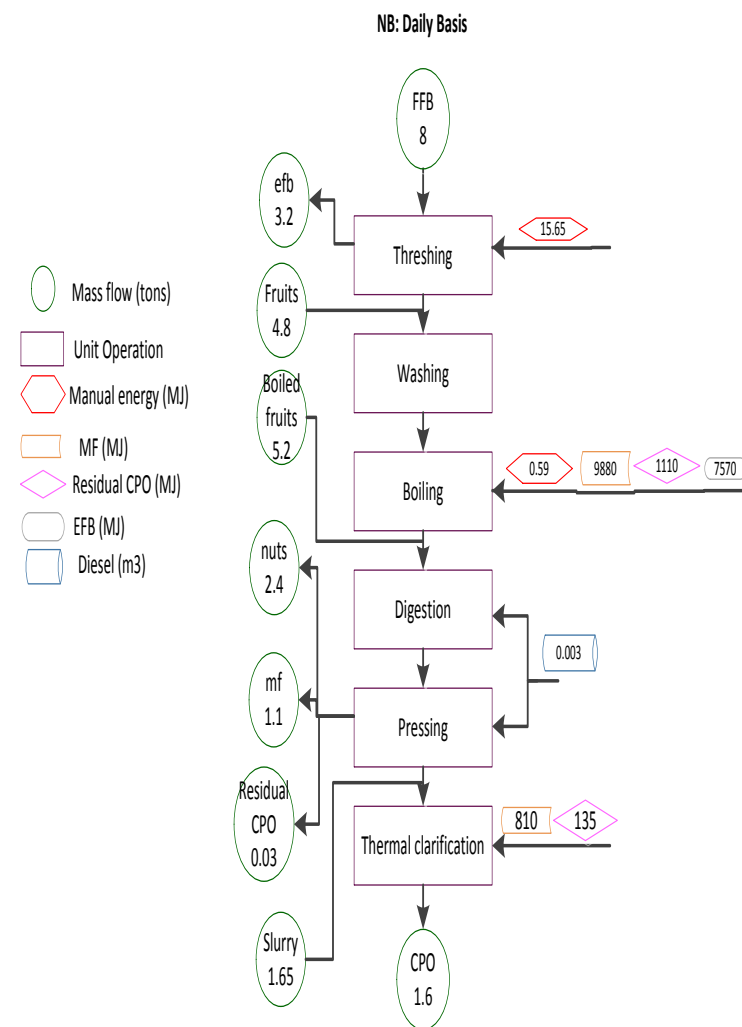 NB: Daily Basis
FFB
8
efb
3.2
15.65
Threshing
Fruits
4.8
Mass flow (tons)
Unit Operation
Washing
Boiled
fruits
5.2
Manual energy (MJ)
MF (MJ)
Residual CPO (MJ)
EFB (MJ)
Diesel (m3)
Boiling
0.59
9880
1110
7570
nuts
2.4
Digestion
0.003
mf
1.1
Pressing
Residual
CPO
0.03
Thermal clarification
810
135
Slurry
1.65
CPO
1.6